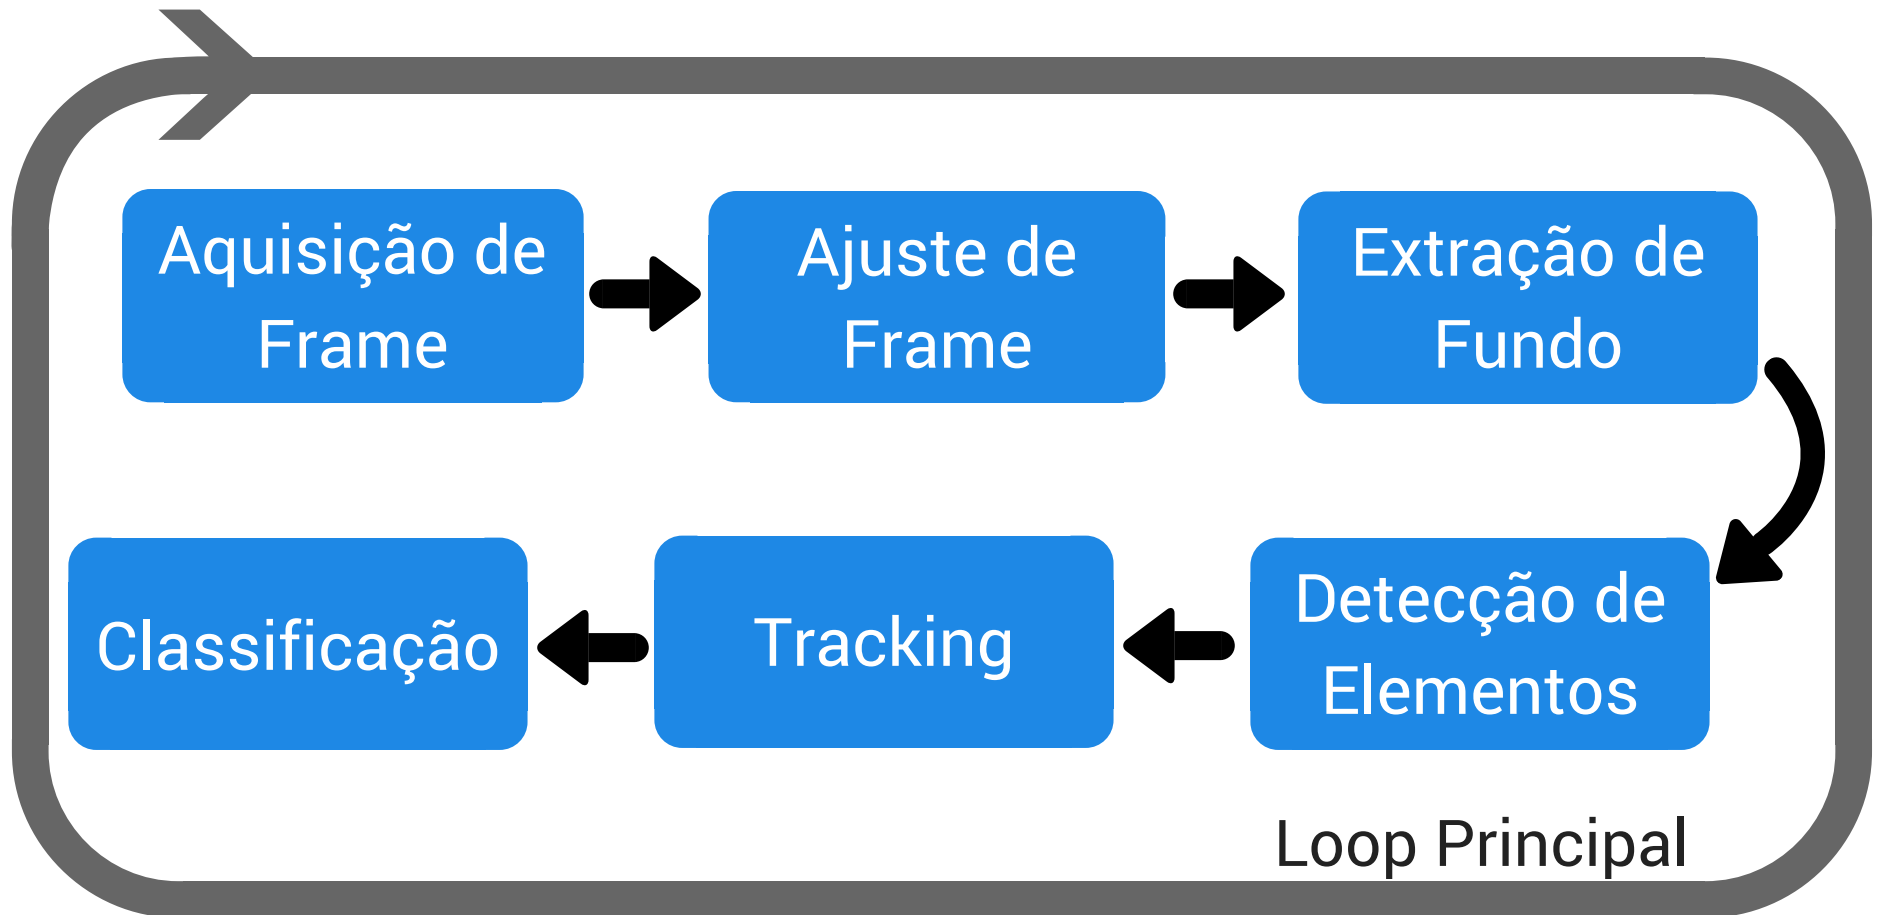 Aquisição de
Frame
Ajuste de
Frame
Extração de
Fundo
Detecção de
Elementos
Tracking
Classificação
Loop Principal